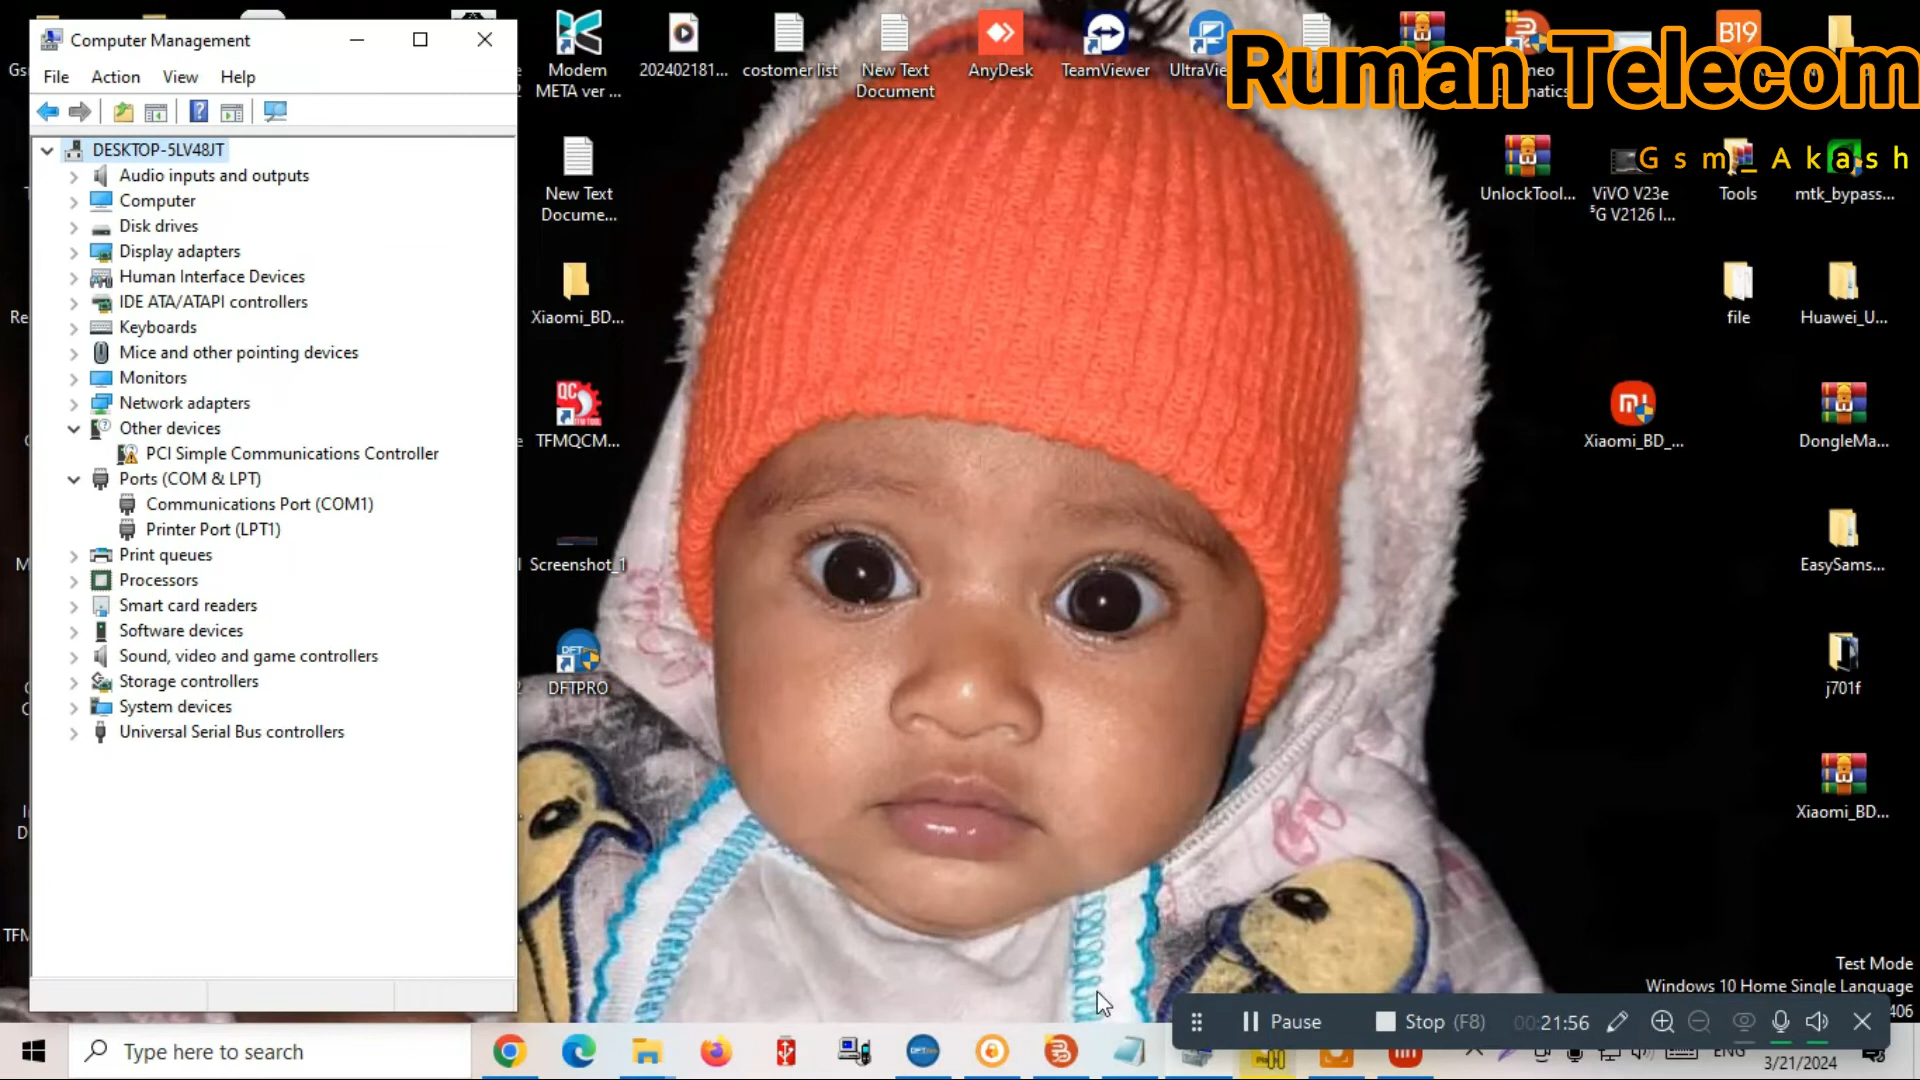 Computer Management
File Action View Help
DESKTOP-5LV48JT
Audio inputs and outputs
Computer
Disk drives
Display adapters
Human Interface Devices
IDE ATA/ATAPI controllers
Keyboards
Mice and other pointing devices
Monitors
Network adapters
Other devices
PCI Simple Communications Controller
Ports (COM & LPT)
Communications Port (COM1)
Printer Port (LPT1)
Print queues
Processors
Smart card readers
Software devices
Sound, video and game controllers
Storage controllers
System devices
Universal Serial Bus controllers
Modem
META ver ...
202402181...
costomer list
New Text
Document
AnyDesk
TeamViewer
B19
Ruman Telecom
Gsm_Akash
New Text
Docume...
UnlockTool...
ViVO V23e
⁵G V2126 I...
Tools
mtk_bypass...
Xiaomi_BD...
file
Huawei_U...
QC
TFMQCM...
Xiaomi_BD_...
DongleMa...
Screenshot_1
EasySams...
DFTPRO
j701f
Xiaomi_BD...
Test Mode
Windows 10 Home Single Language
Pause
Stop (F8)
00:21:56
Type here to search
ENG
3/21/2024